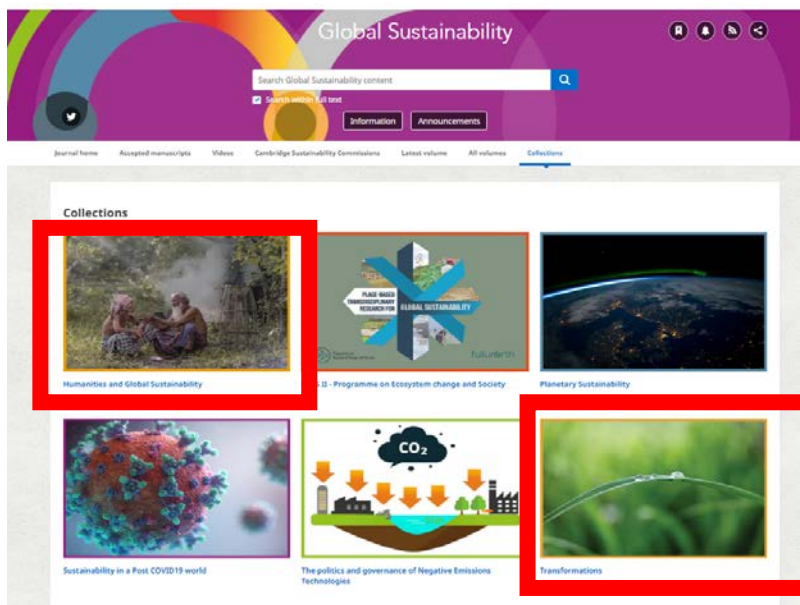 Global Sustainability
Search Global Sustainability content
Search within full text
Information Announcements
Journal home Accepted manuscripts Videos Cambridge Sustainability Commissions Latest volume All volumes Collections
Collections
PLACE-BASED
TRANSDISCIPLINARY
RESEARCH FOR
GLOBAL SUSTAINABILITY
futurerth
Humanities and Global Sustainability
II - Programme on Ecosystem change and Society
Planetary Sustainability
CO₂
Sustainability in a Post COVID19 world
The politics and governance of Negative Emissions
Technologies
Transformations